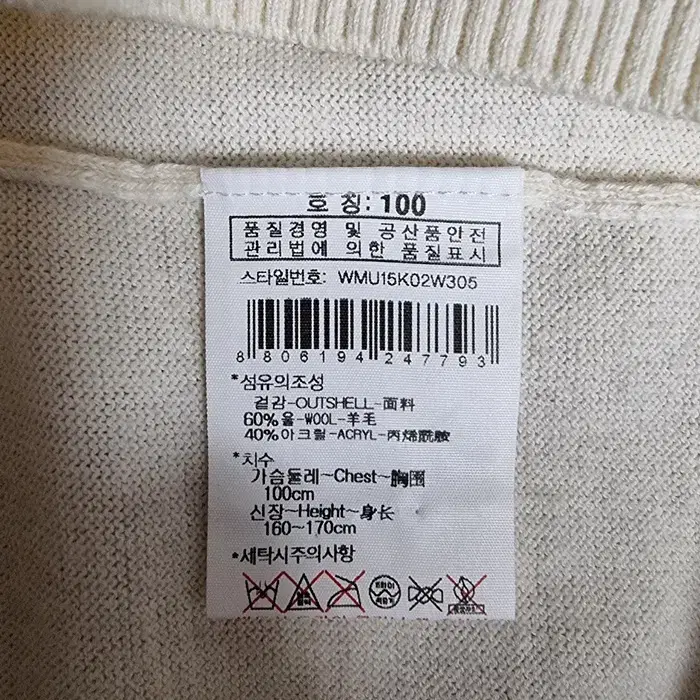 호 칭: 100
품질경영 및 공산품안전
관리법에 의한 품질표시
스타일번호: WMU15K02W305
8 806194 247793
*섬유의조성
겉감-OUTSHELL-面料
60%울-WOOL-羊毛
40%아크릴-ACRYL-丙烯酰胺
*치수
가슴둘레~Chest~胸围
100cm
신장~Height~身长
160~170cm
*세탁시주의사항